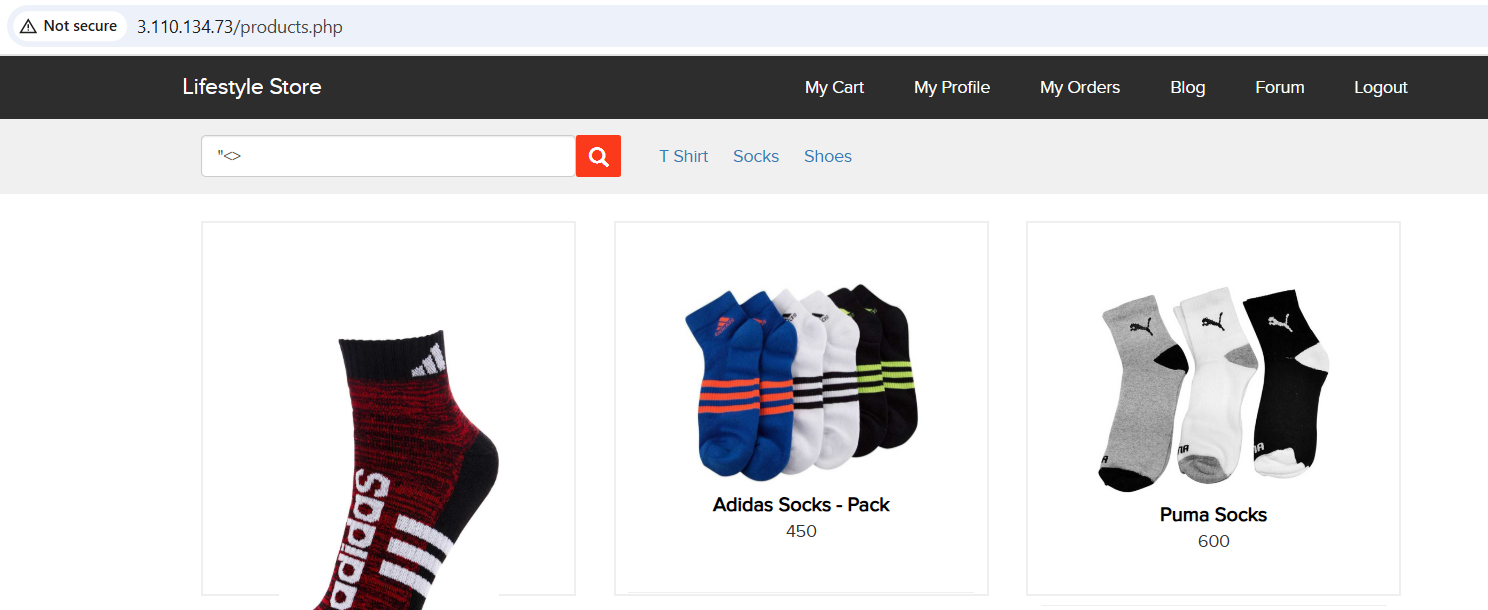 Not secure 3.110.134.73/products.php
Lifestyle Store My Cart My Profile My Orders Blog Forum Logout
"<> T Shirt Socks Shoes
adidas
Adidas Socks - Pack
450
Puma Socks
600